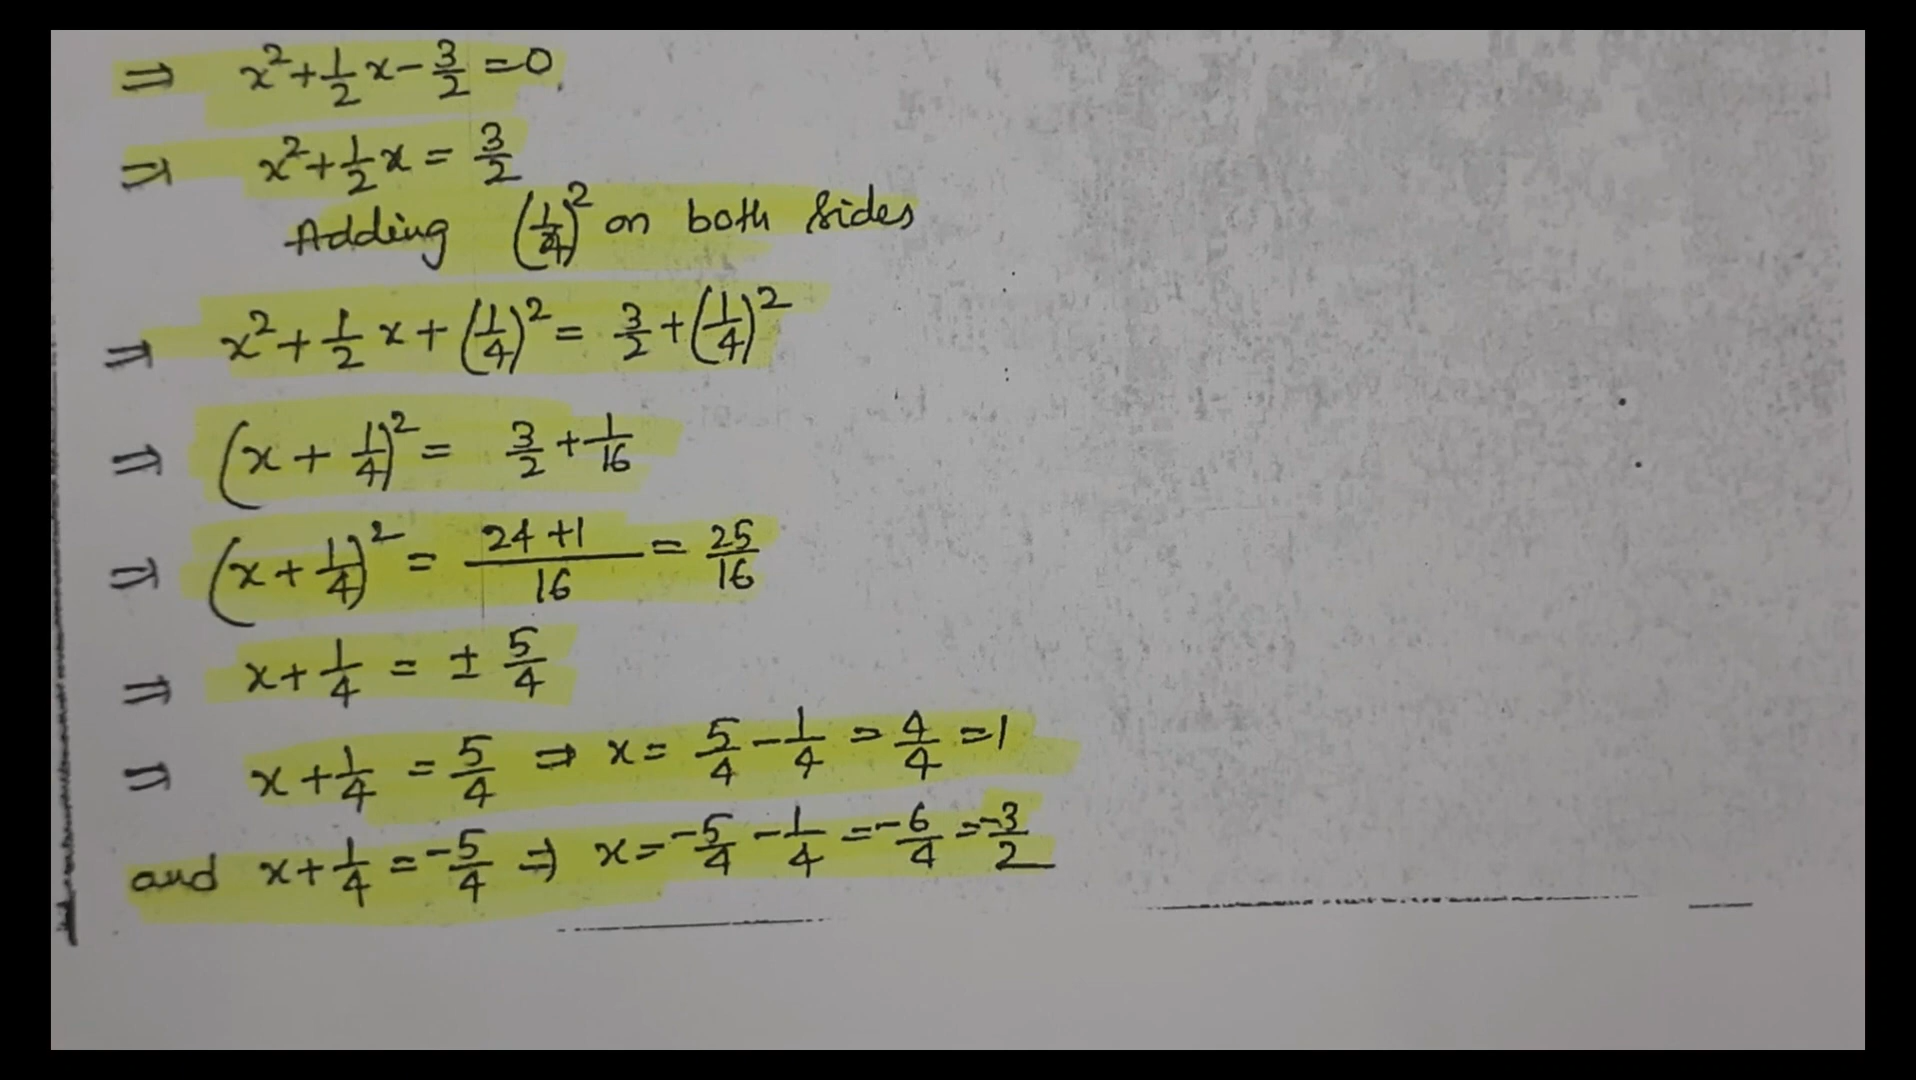 ⇒ x² + 1/2 x - 3/2 = 0
⇒ x² + 1/2 x = 3/2
Adding (1/4)² on both sides
⇒ x² + 1/2 x + (1/4)² = 3/2 + (1/4)²
⇒ (x + 1/4)² = 3/2 + 1/16
⇒ (x + 1/4)² = (24+1)/16 = 25/16
⇒ x + 1/4 = ± 5/4
⇒ x + 1/4 = 5/4 ⇒ x = 5/4 - 1/4 = 4/4 = 1
and x + 1/4 = -5/4 ⇒ x = -5/4 - 1/4 = -6/4 = -3/2